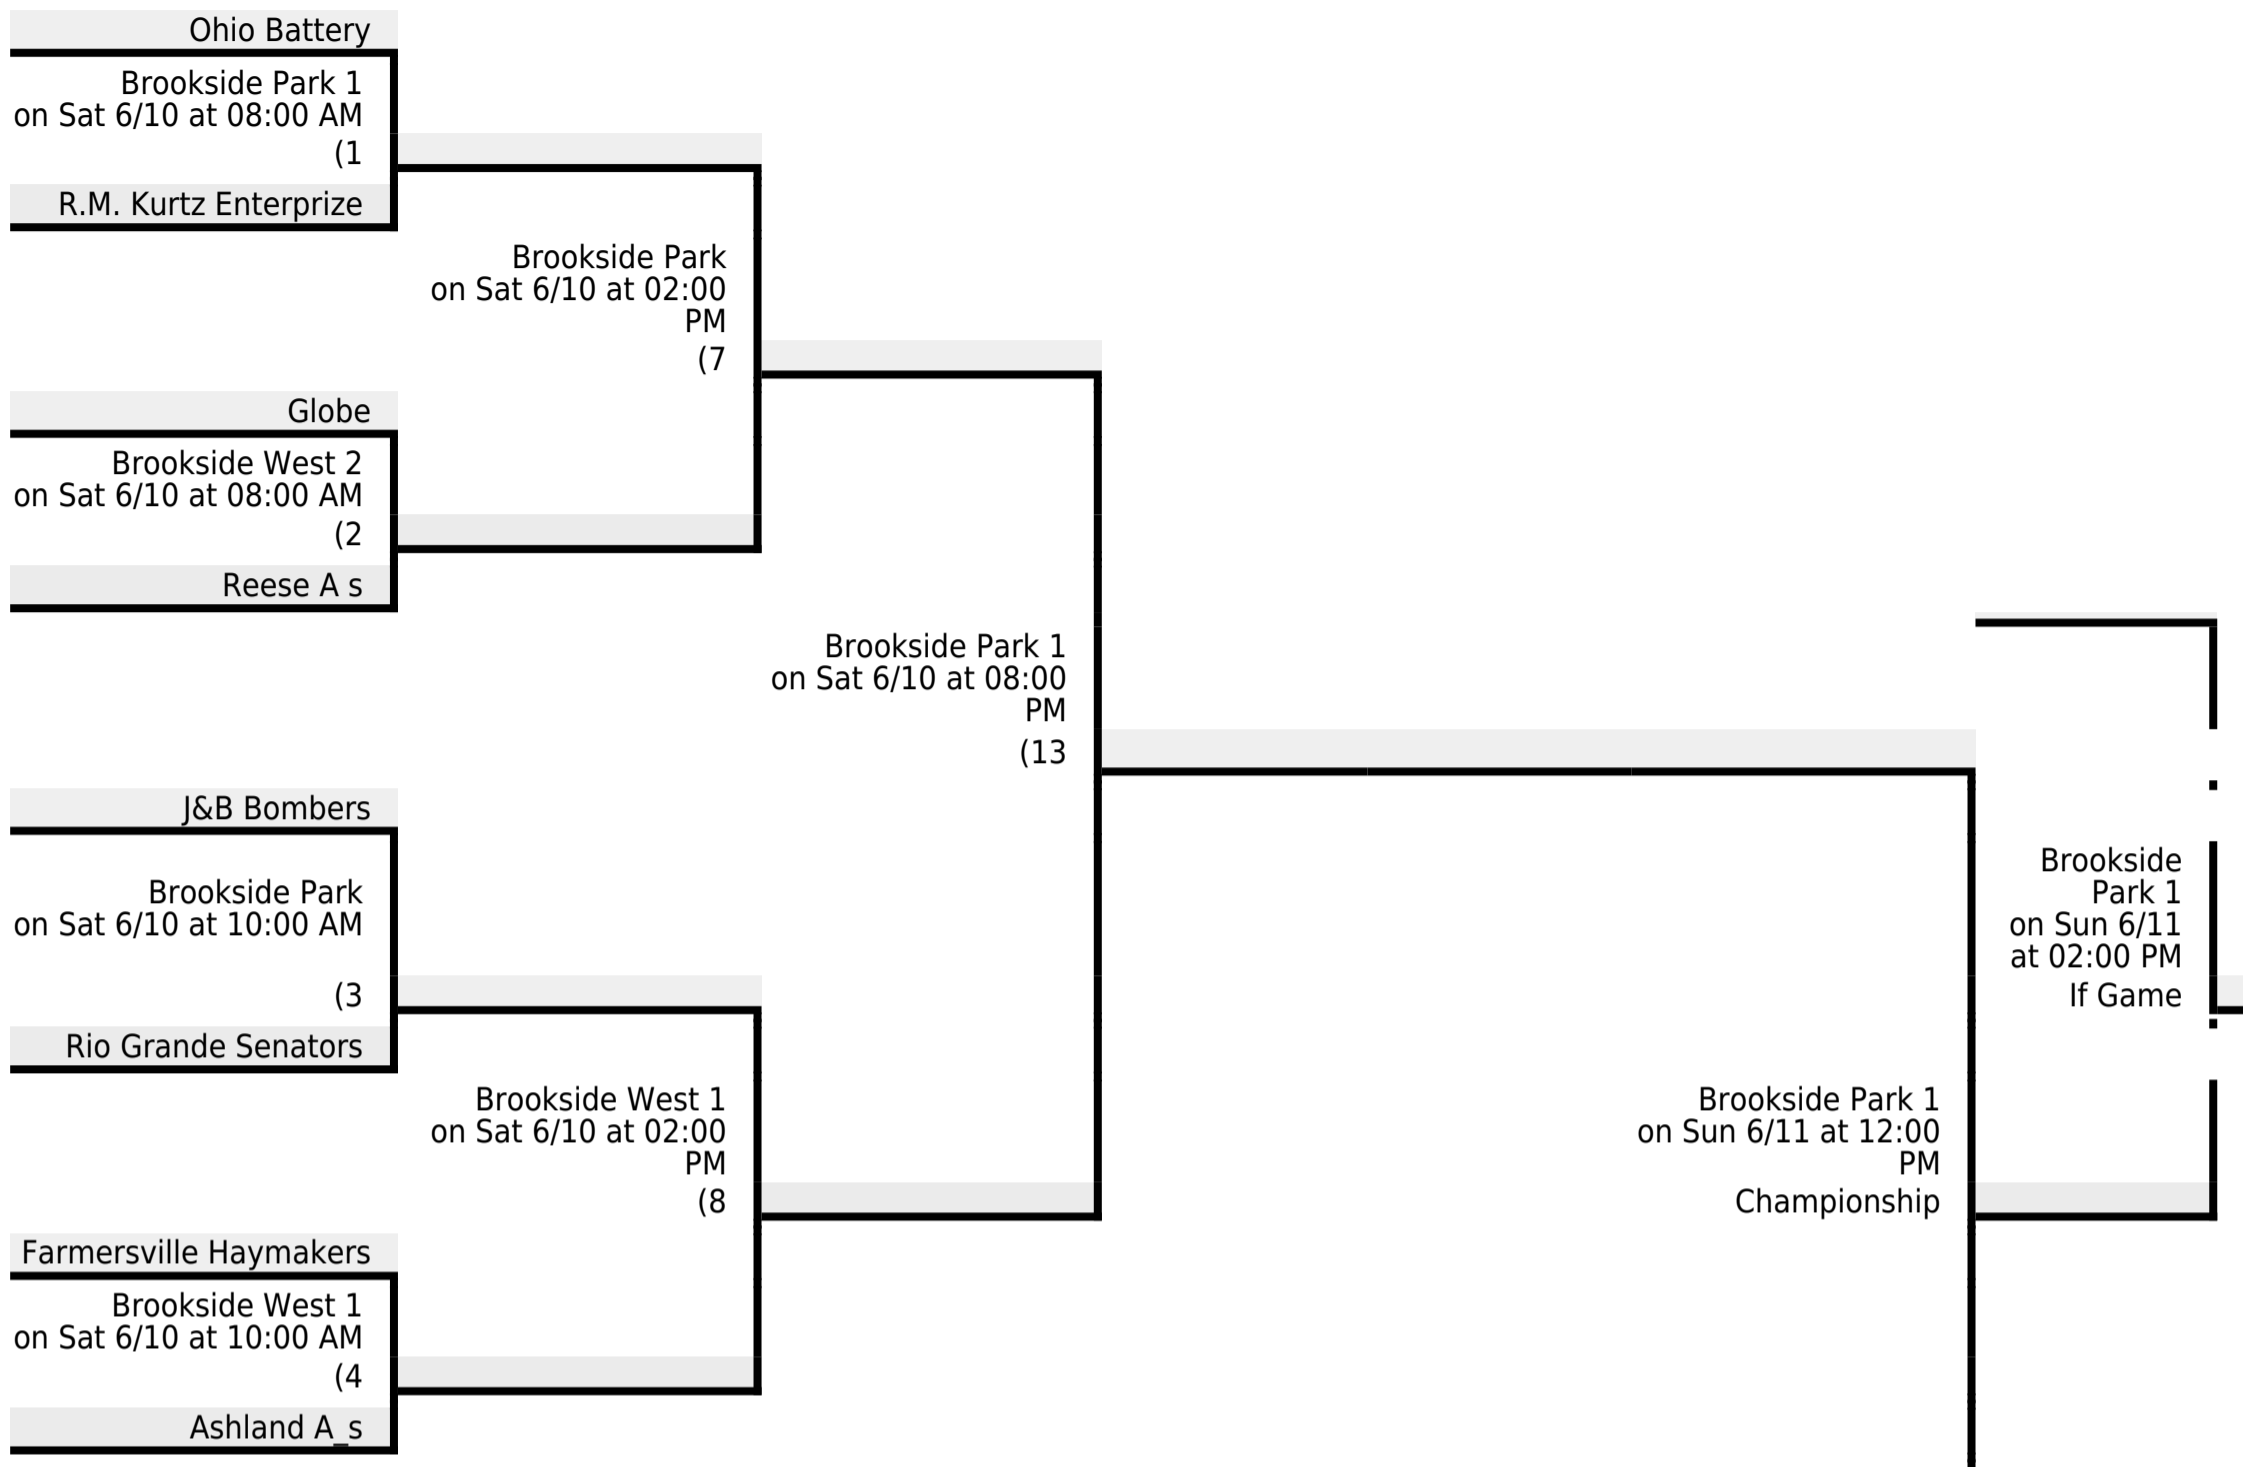 Ohio Battery
Brookside Park 1
on Sat 6/10 at 08:00 AM
(1
R.M. Kurtz Enterprize
Brookside Park
on Sat 6/10 at 02:00
PM
(7
Globe
Brookside West 2
on Sat 6/10 at 08:00 AM
(2
Reese A s
Brookside Park 1
on Sat 6/10 at 08:00
PM
(13
J&B Bombers
Brookside Park
on Sat 6/10 at 10:00 AM
(3
Rio Grande Senators
Brookside West 1
on Sat 6/10 at 02:00
PM
(8
Farmersville Haymakers
Brookside West 1
on Sat 6/10 at 10:00 AM
(4
Ashland A_s
Brookside Park 1
on Sun 6/11 at 12:00
PM
Championship
Brookside
Park 1
on Sun 6/11
at 02:00 PM
If Game